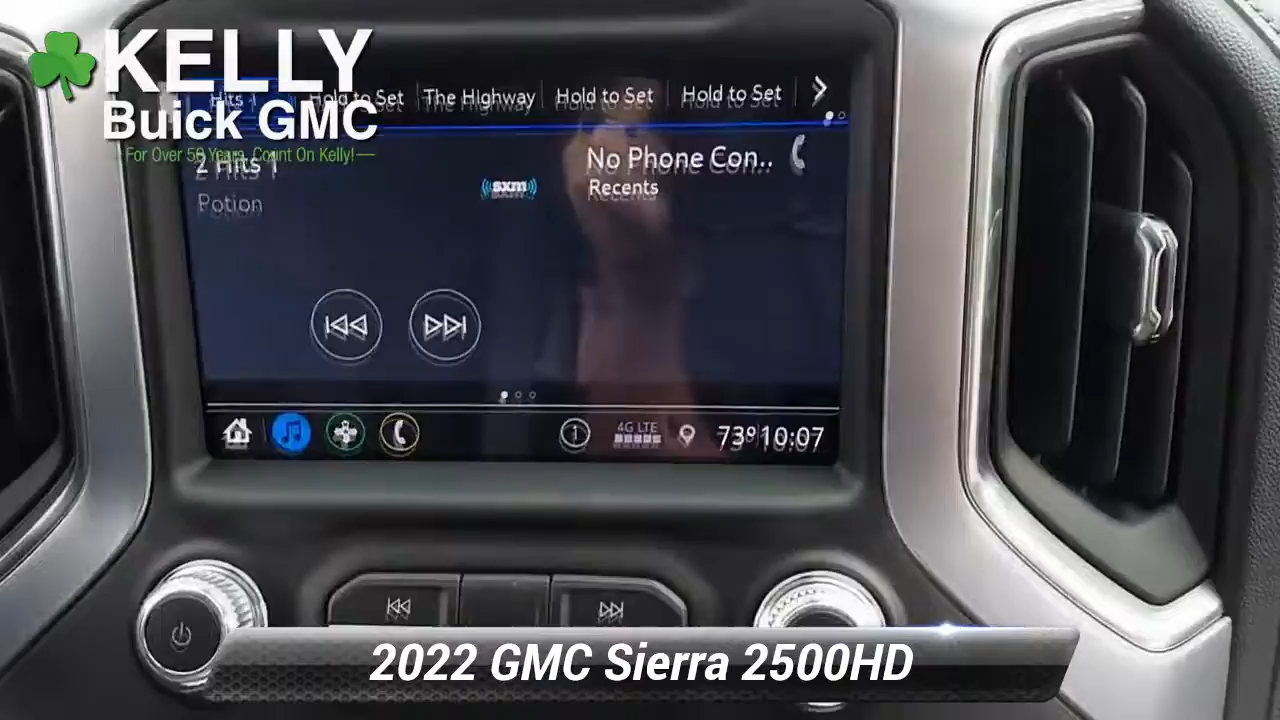 KELLY
Buick GMC
For Over 50 Years, Count On Kelly!
Hits 1 Hold to Set The Highway Hold to Set Hold to Set
2 Hits 1
Potion
sxm
No Phone Con..
Recents
1 4G LTE 73° 10:07
2022 GMC Sierra 2500HD